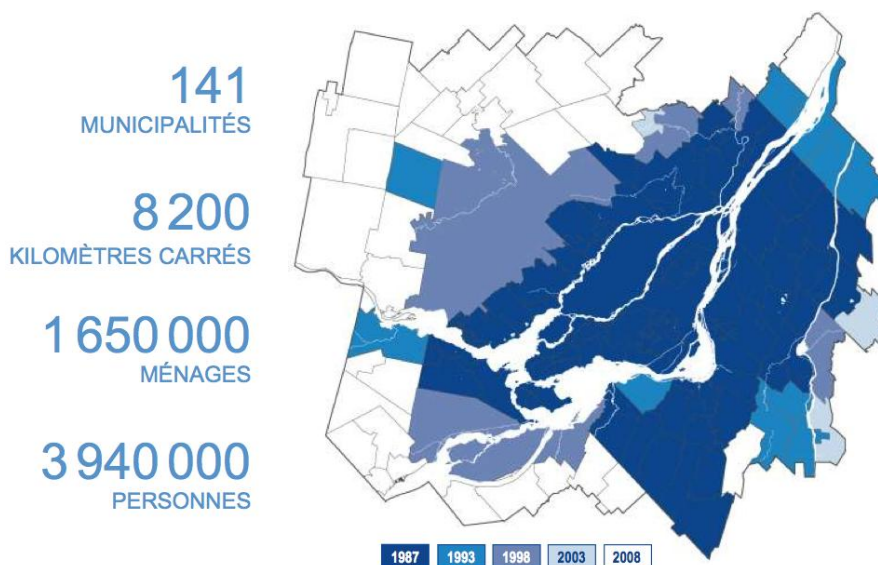 141
MUNICIPALITÉS
8 200
KILOMÈTRES CARRÉS
1 650 000
MÉNAGES
3 940 000
PERSONNES
1987 1993 1998 2003 2008